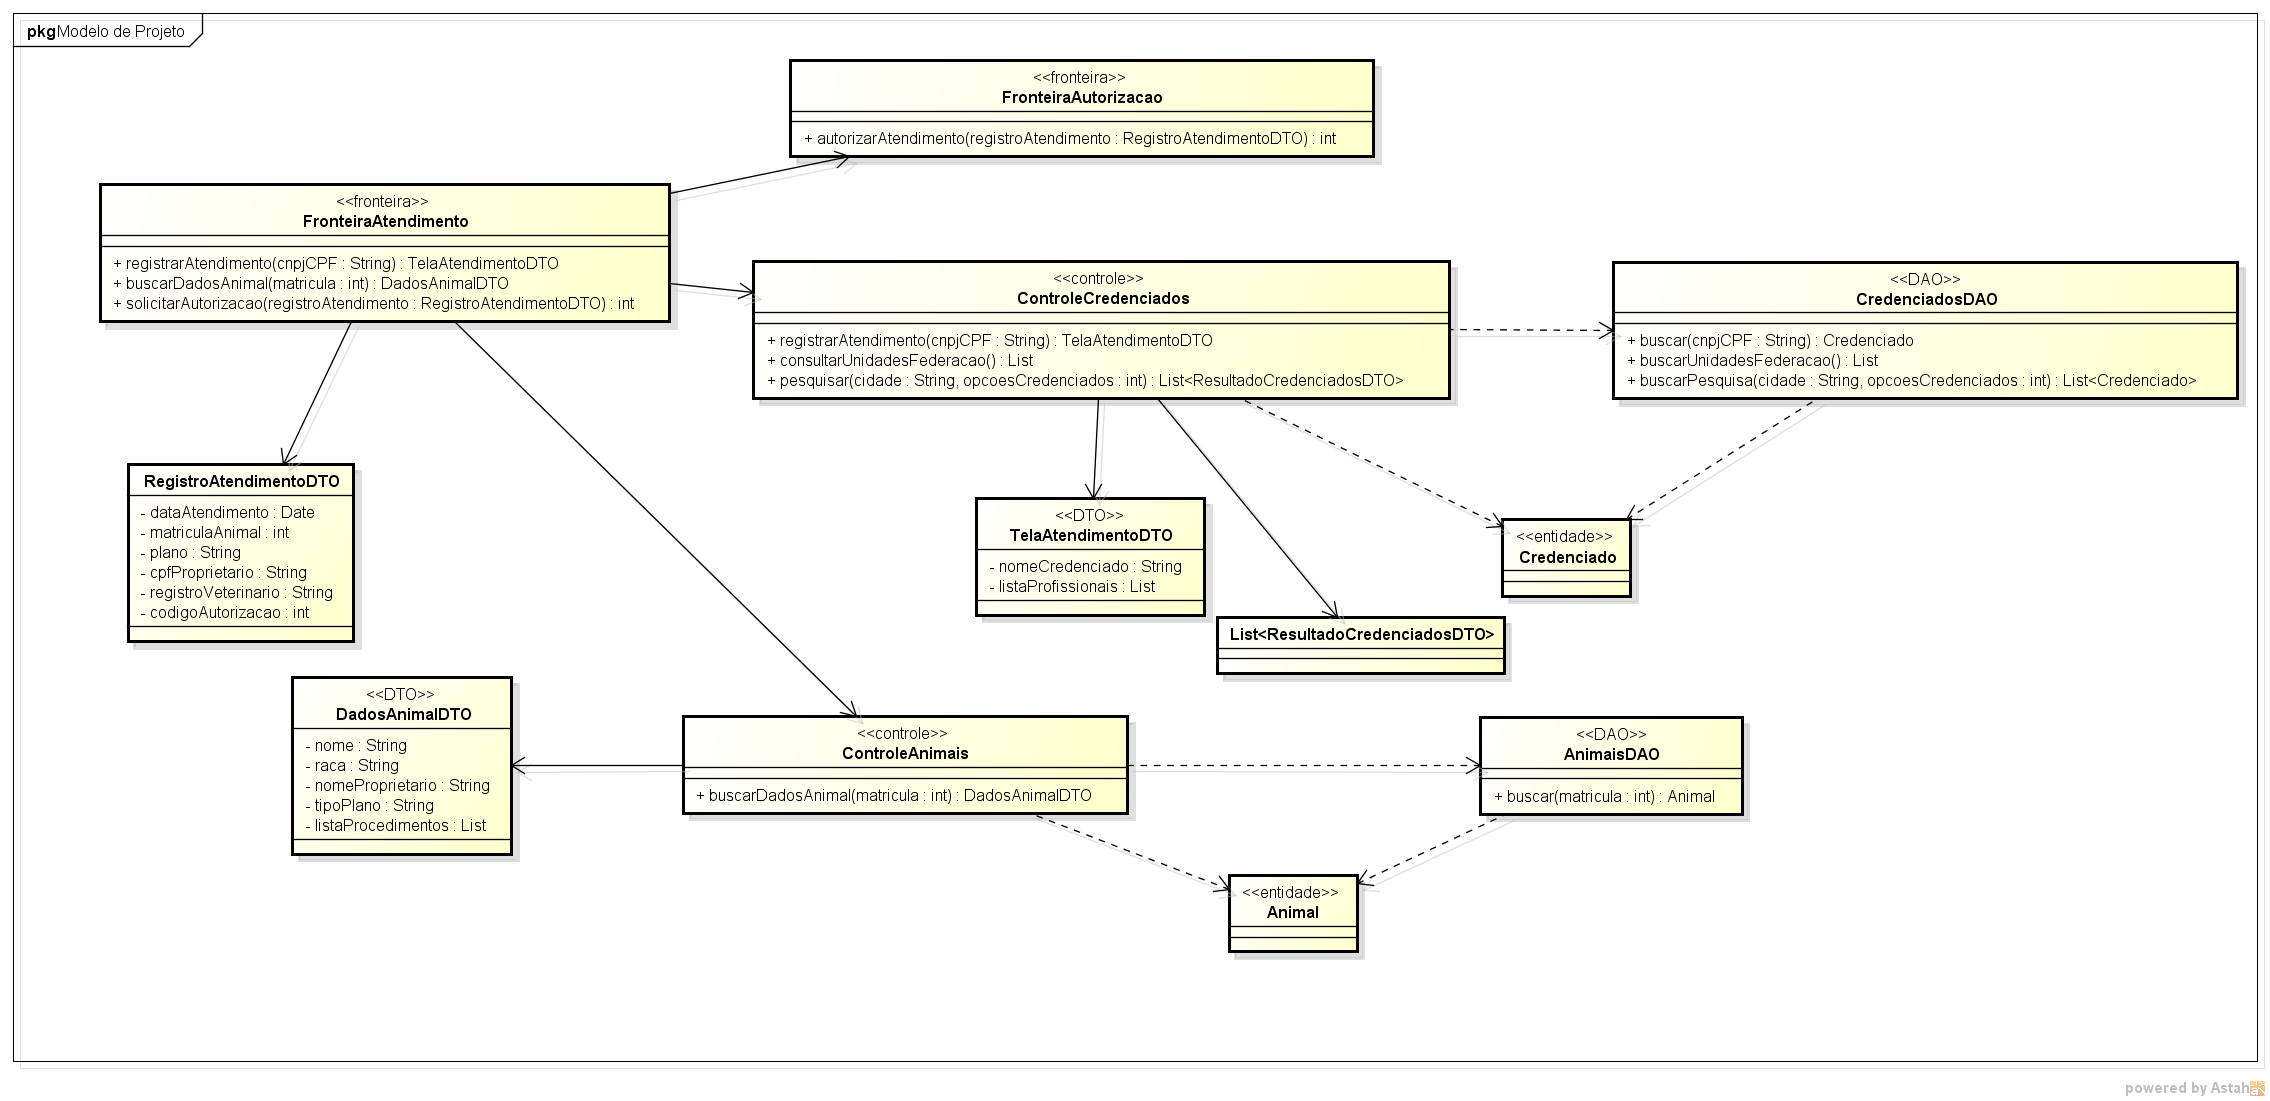 pkg Modelo de Projeto
<<fronteira>>
FronteiraAutorizacao
+ autorizarAtendimento(registroAtendimento : RegistroAtendimentoDTO) : int
<<fronteira>>
FronteiraAtendimento
+ registrarAtendimento(cnpjCPF : String) : TelaAtendimentoDTO
+ buscarDadosAnimal(matricula : int) : DadosAnimalDTO
+ solicitarAutorizacao(registroAtendimento : RegistroAtendimentoDTO) : int
<<controle>>
ControleCredenciados
+ registrarAtendimento(cnpjCPF : String) : TelaAtendimentoDTO
+ consultarUnidadesFederacao() : List
+ pesquisar(cidade : String, opcoesCredenciados : int) : List<ResultadoCredenciadosDTO>
<<DAO>>
CredenciadosDAO
+ buscar(cnpjCPF : String) : Credenciado
+ buscarUnidadesFederacao() : List
+ buscarPesquisa(cidade : String, opcoesCredenciados : int) : List<Credenciado>
RegistroAtendimentoDTO
- dataAtendimento : Date
- matriculaAnimal : int
- plano : String
- cpfProprietario : String
- registroVeterinario : String
- codigoAutorizacao : int
<<DTO>>
TelaAtendimentoDTO
- nomeCredenciado : String
- listaProfissionais : List
<<entidade>>
Credenciado
List<ResultadoCredenciadosDTO>
<<DTO>>
DadosAnimalDTO
- nome : String
- raca : String
- nomeProprietario : String
- tipoPlano : String
- listaProcedimentos : List
<<controle>>
ControleAnimais
+ buscarDadosAnimal(matricula : int) : DadosAnimalDTO
<<DAO>>
AnimaisDAO
+ buscar(matricula : int) : Animal
<<entidade>>
Animal
powered by Astah